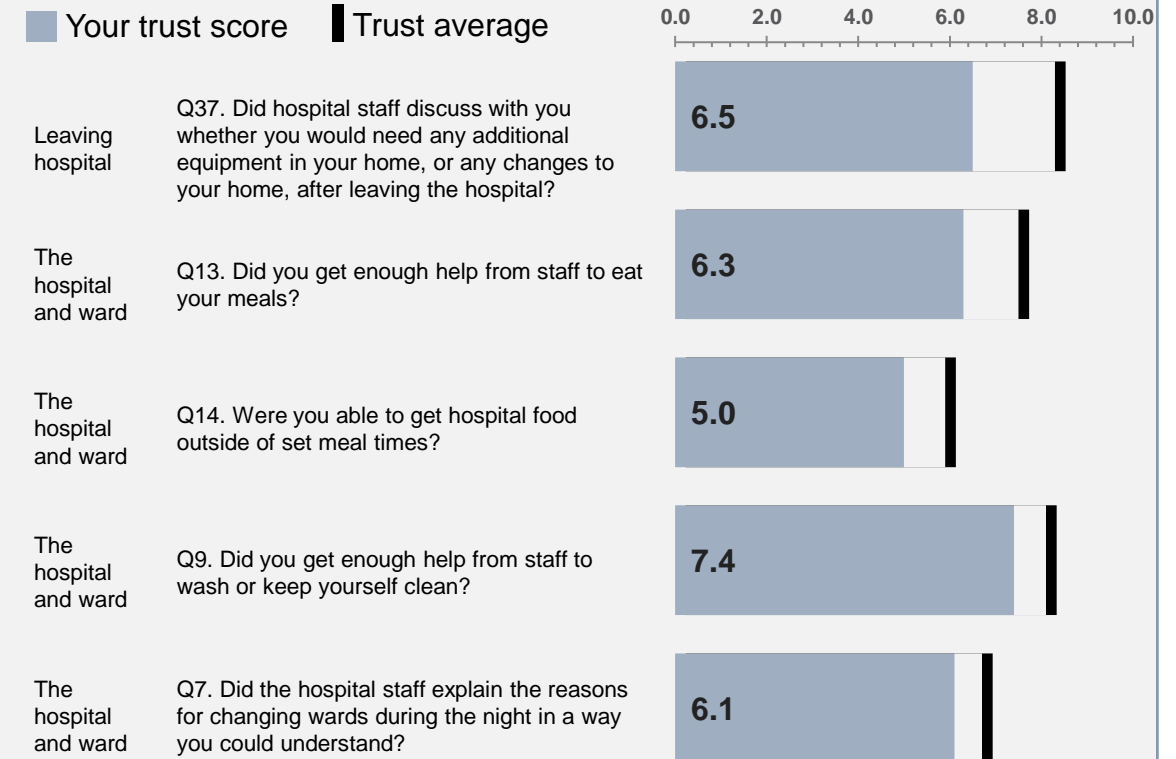 Your trust score Trust average
0.0 2.0 4.0 6.0 8.0 10.0
Leaving
hospital
Q37. Did hospital staff discuss with you
whether you would need any additional
equipment in your home, or any changes to
your home, after leaving the hospital?
6.5
The
hospital
and ward
Q13. Did you get enough help from staff to eat
your meals?
6.3
The
hospital
and ward
Q14. Were you able to get hospital food
outside of set meal times?
5.0
The
hospital
and ward
Q9. Did you get enough help from staff to
wash or keep yourself clean?
7.4
The
hospital
and ward
Q7. Did the hospital staff explain the reasons
for changing wards during the night in a way
you could understand?
6.1